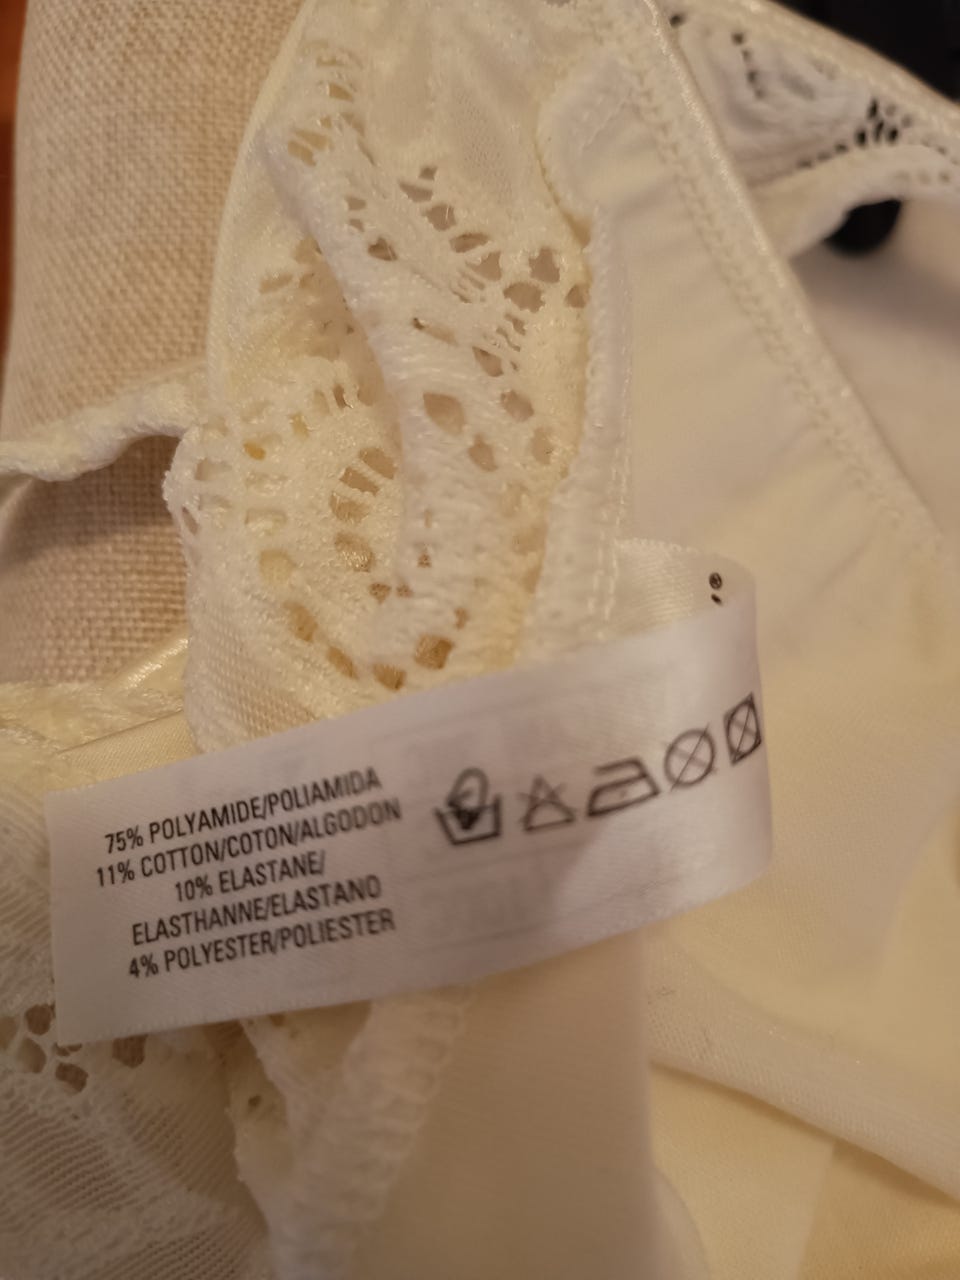 75% POLYAMIDE/POLIAMIDA
11% COTTON/COTON/ALGODON
10% ELASTANE/
ELASTHANNE/ELASTANO
4% POLYESTER/POLIESTER
®